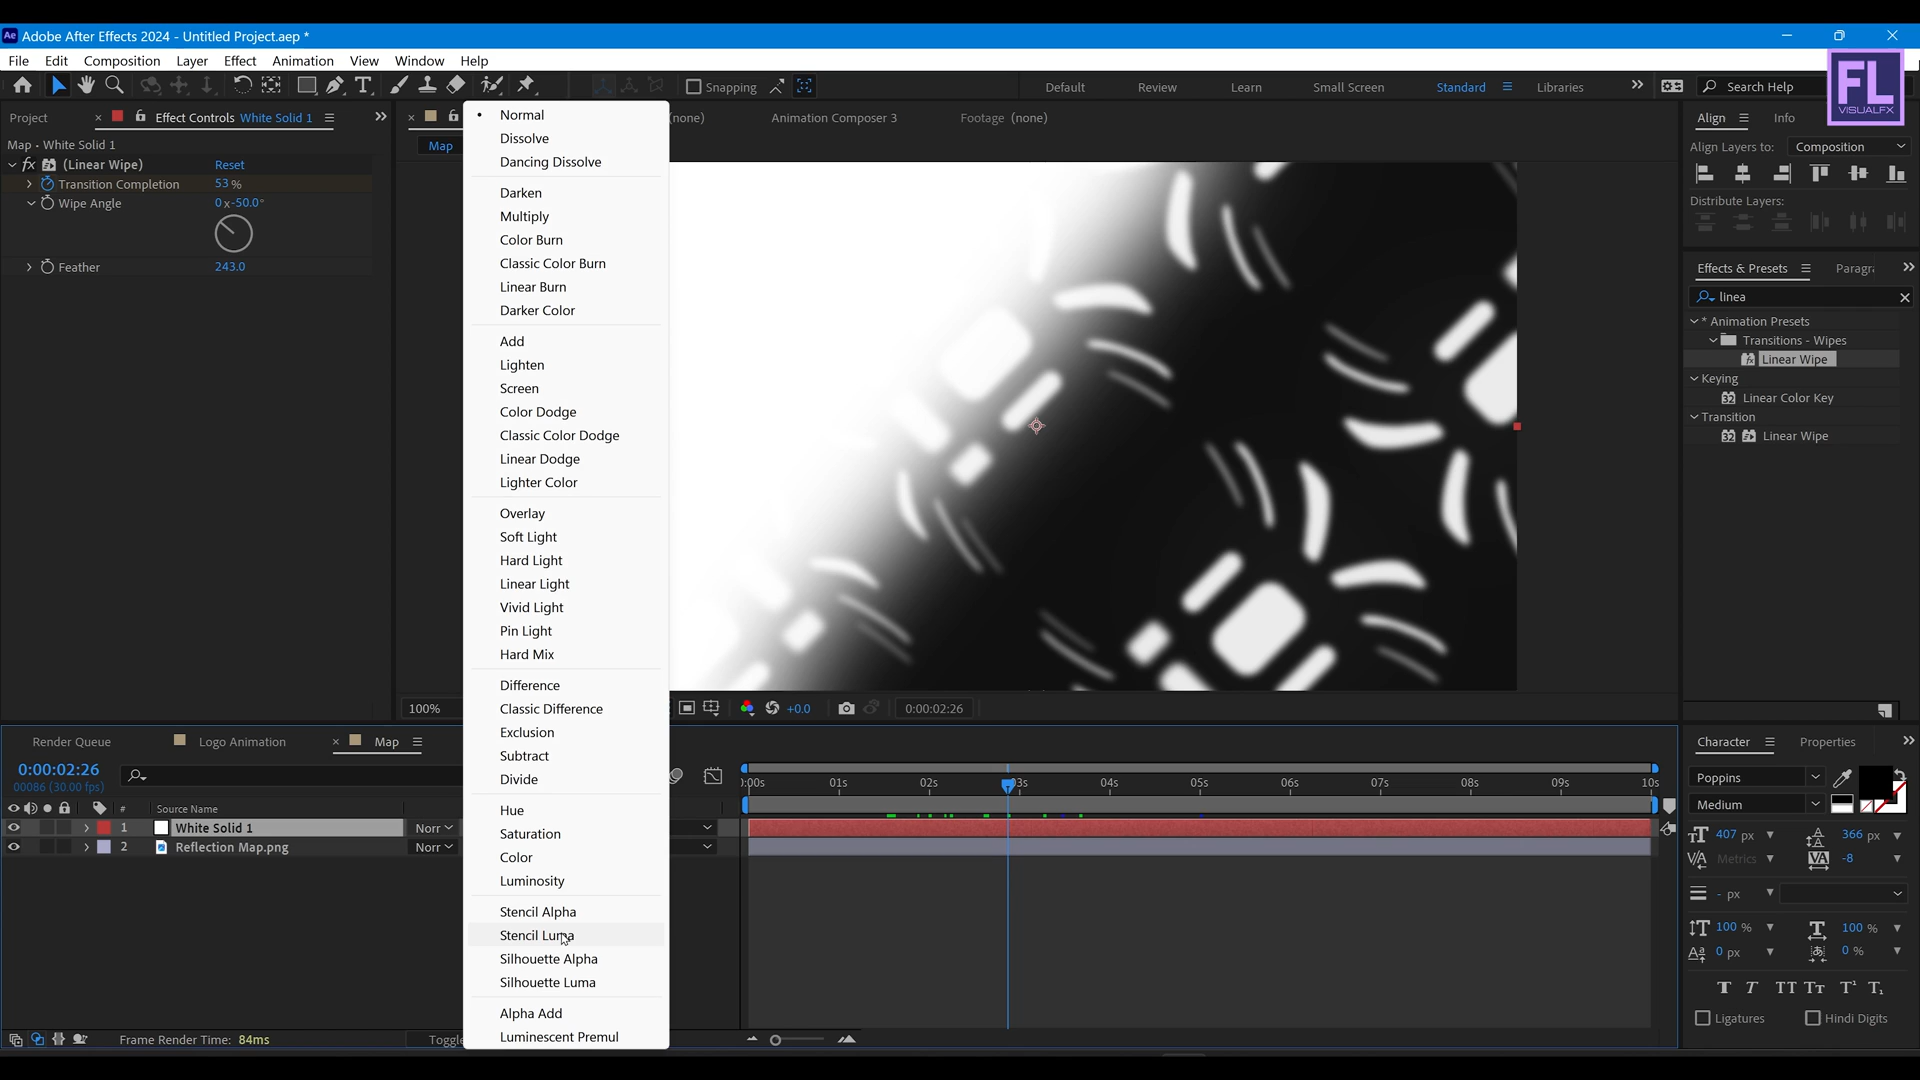 Adobe After Effects 2024 - Untitled Project.aep *
File Edit Composition Layer Effect Animation View Window Help
Snapping Default Review Learn Small Screen Standard Libraries Search Help
FL
VISUALFX
Project Effect Controls White Solid 1 (none) Animation Composer 3 Footage (none) Align Info
Map • White Solid 1
Map
Align Layers to: Composition
fx (Linear Wipe) Reset
Transition Completion 53 %
Wipe Angle 0 x -50.0°
Distribute Layers:
Feather 243.0
Normal
Dissolve
Dancing Dissolve
Darken
Multiply
Color Burn
Classic Color Burn
Linear Burn
Darker Color
Add
Lighten
Screen
Color Dodge
Classic Color Dodge
Linear Dodge
Lighter Color
Overlay
Soft Light
Hard Light
Linear Light
Vivid Light
Pin Light
Hard Mix
Difference
Classic Difference
Exclusion
Subtract
Divide
Hue
Saturation
Color
Luminosity
Stencil Alpha
Stencil Luma
Silhouette Alpha
Silhouette Luma
Alpha Add
Luminescent Premul
Effects & Presets Paragr
linea
* Animation Presets
Transitions - Wipes
Linear Wipe
Keying
32 Linear Color Key
Transition
32 Linear Wipe
100% +0.0 0:00:02:26
Render Queue Logo Animation Map
0:00:02:26
00086 (30.00 fps)
# Source Name
1 White Solid 1 Norr
2 Reflection Map.png Norr
Frame Render Time: 84ms Toggle
):00s 01s 02s 03s 04s 05s 06s 07s 08s 09s 10s
Character Properties
Poppins
Medium
407 px 366 px
Metrics -8
- px
100 % 100 %
0 px 0 %
T T TT Tт T¹ T₁
Ligatures Hindi Digits